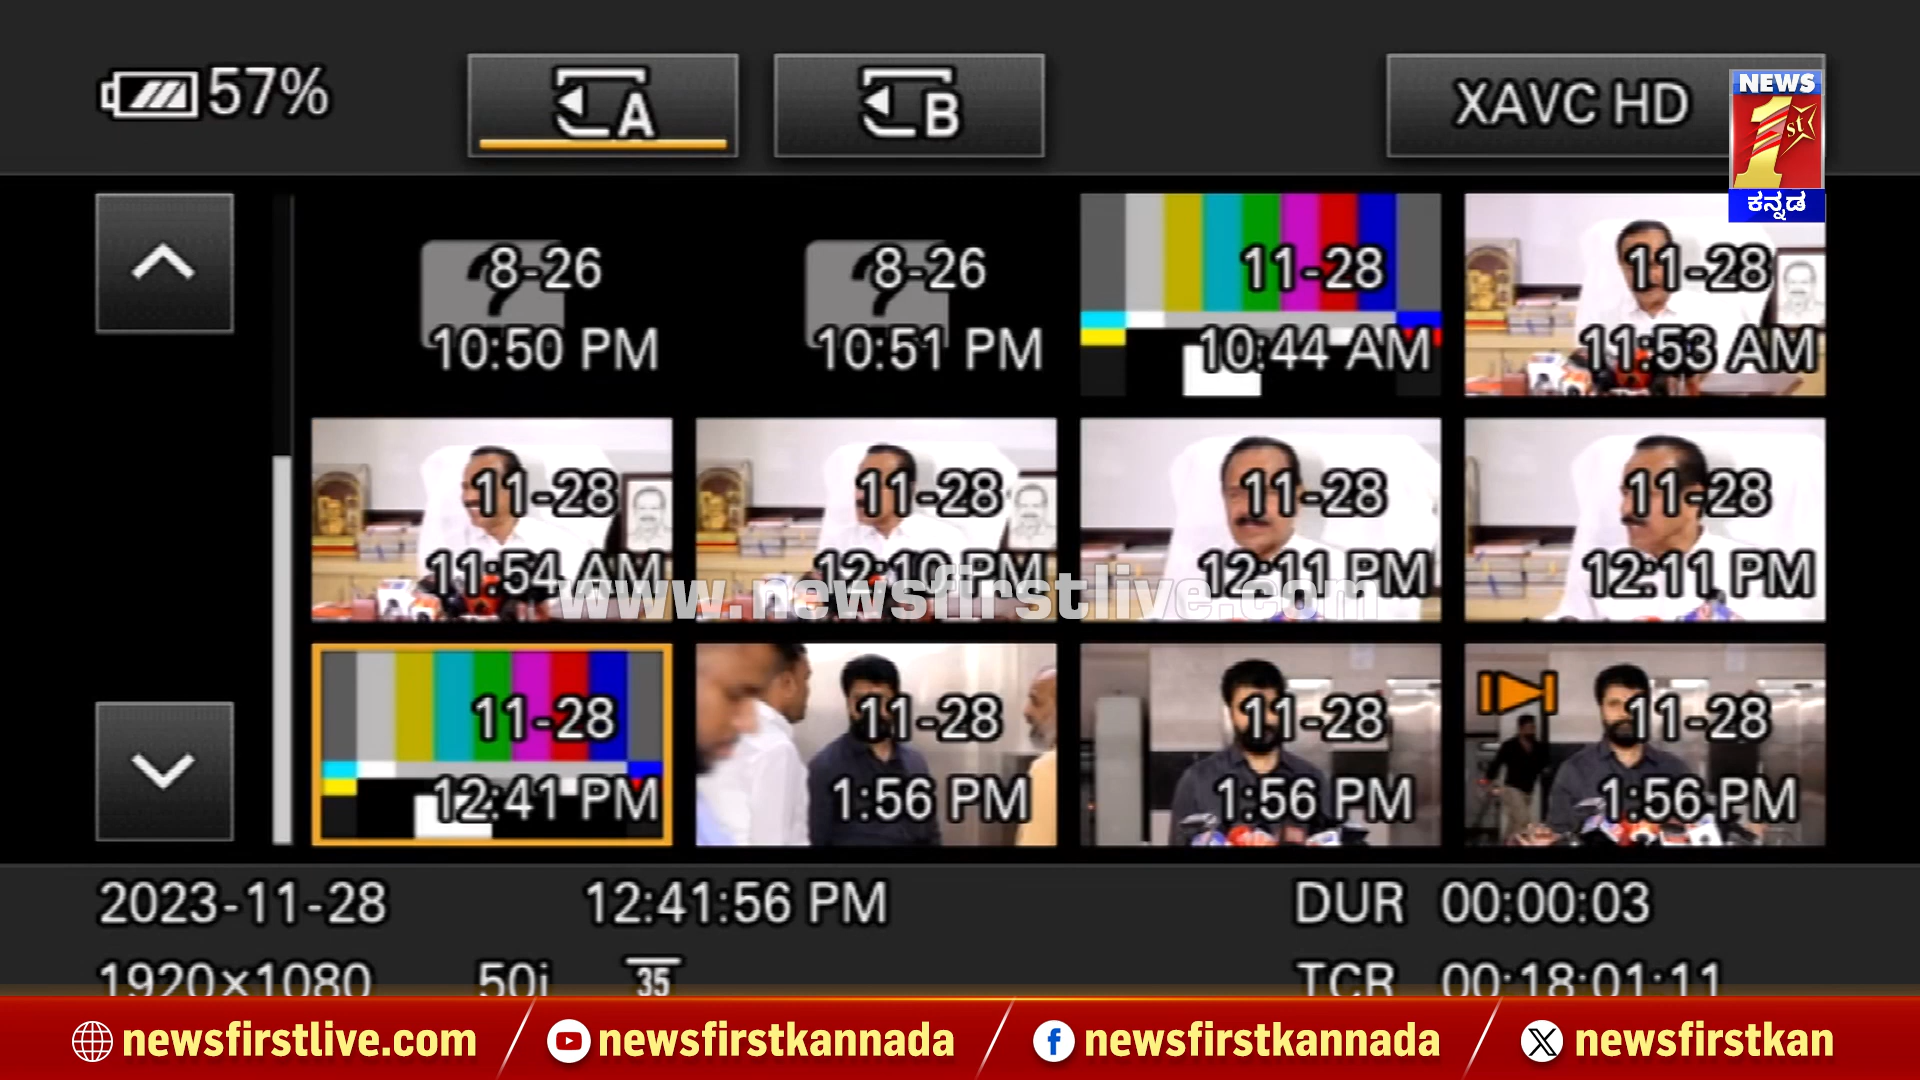 57%
A
B
XAVC HD
NEWS
1st
ಕನ್ನಡ
8-26
10:50 PM
8-26
10:51 PM
11-28
10:44 AM
11-28
11:53 AM
11-28
11:54 AM
11-28
12:10 PM
11-28
12:11 PM
11-28
12:11 PM
www.newsfirstlive.com
11-28
12:41 PM
11-28
1:56 PM
11-28
1:56 PM
11-28
1:56 PM
2023-11-28 12:41:56 PM DUR 00:00:03
1920×1080 50i 35 TCR 00:18:01:11
newsfirstlive.com newsfirstkannada newsfirstkannada newsfirstkan